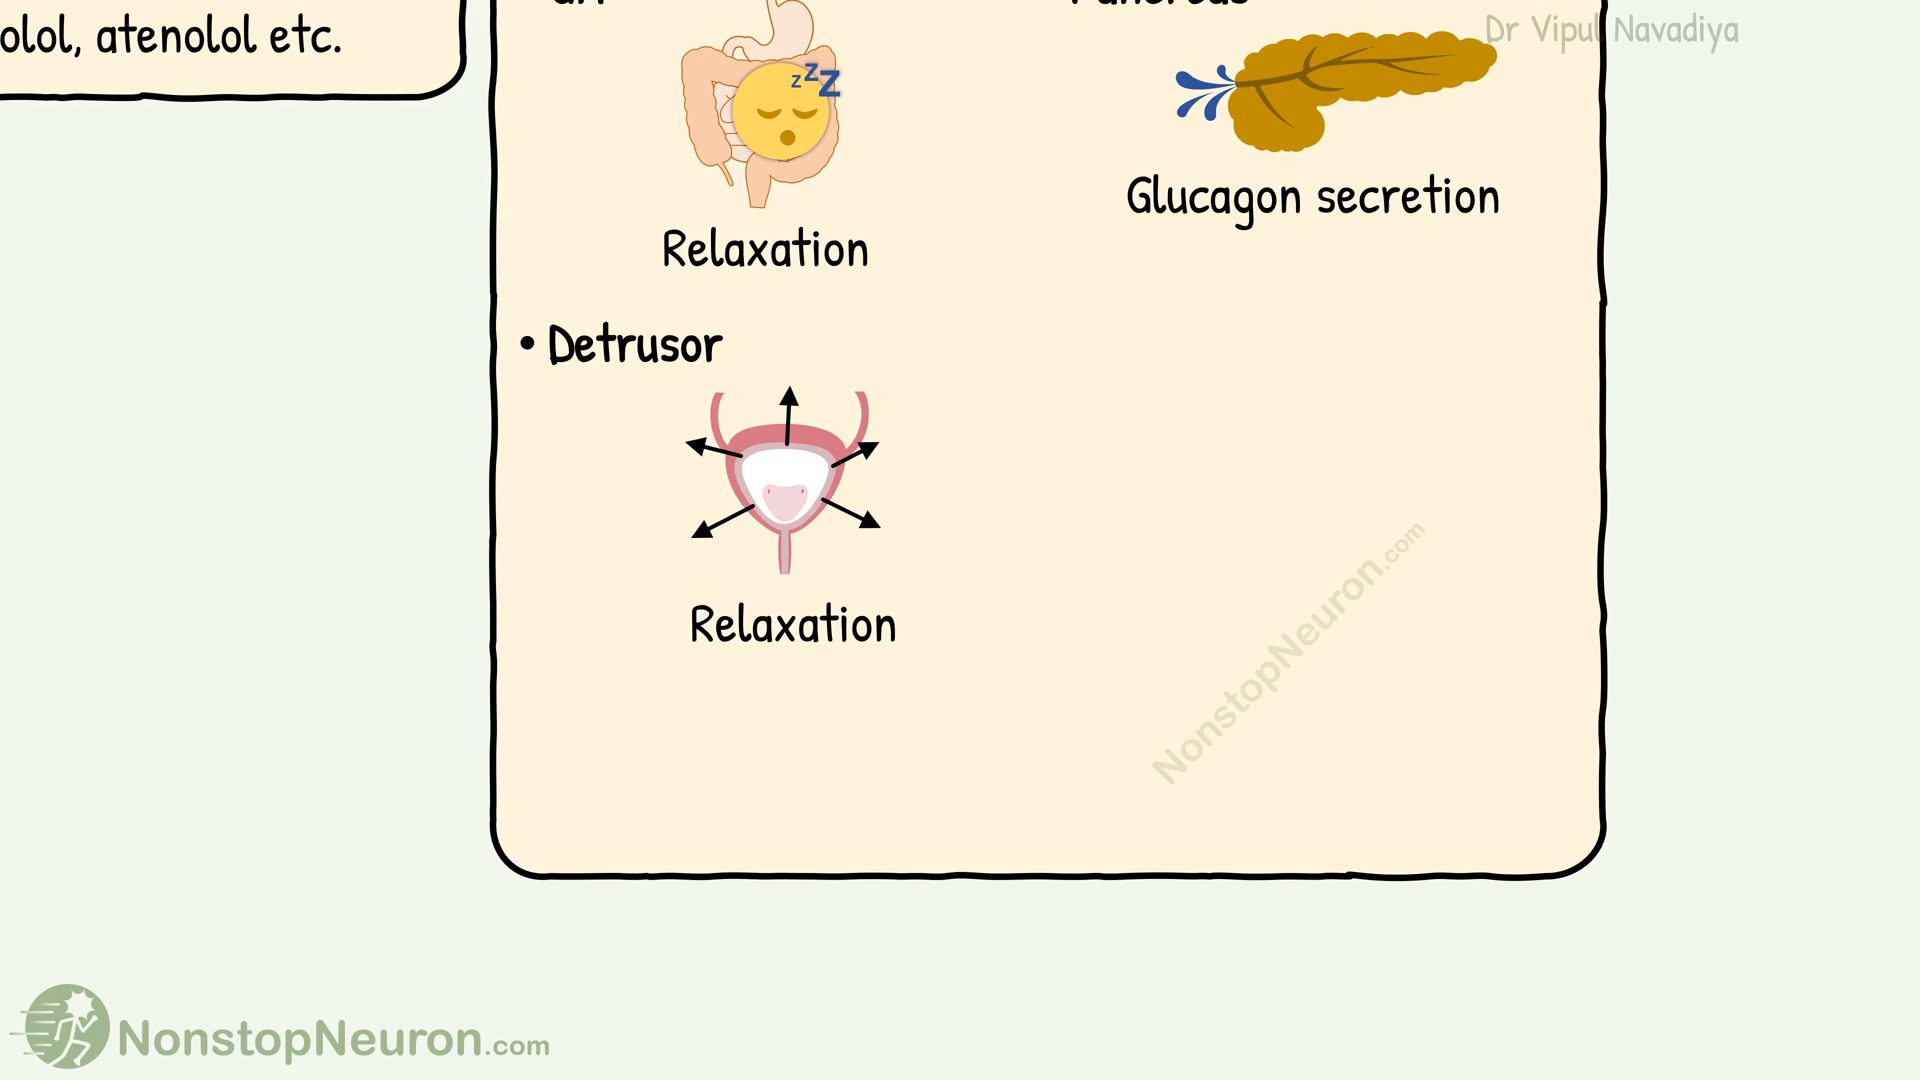 olol, atenolol etc.
Dr Vipul Navadiya
z z Z
Glucagon secretion
Relaxation
• Detrusor
Relaxation
NonstopNeuron.com
NonstopNeuron.com